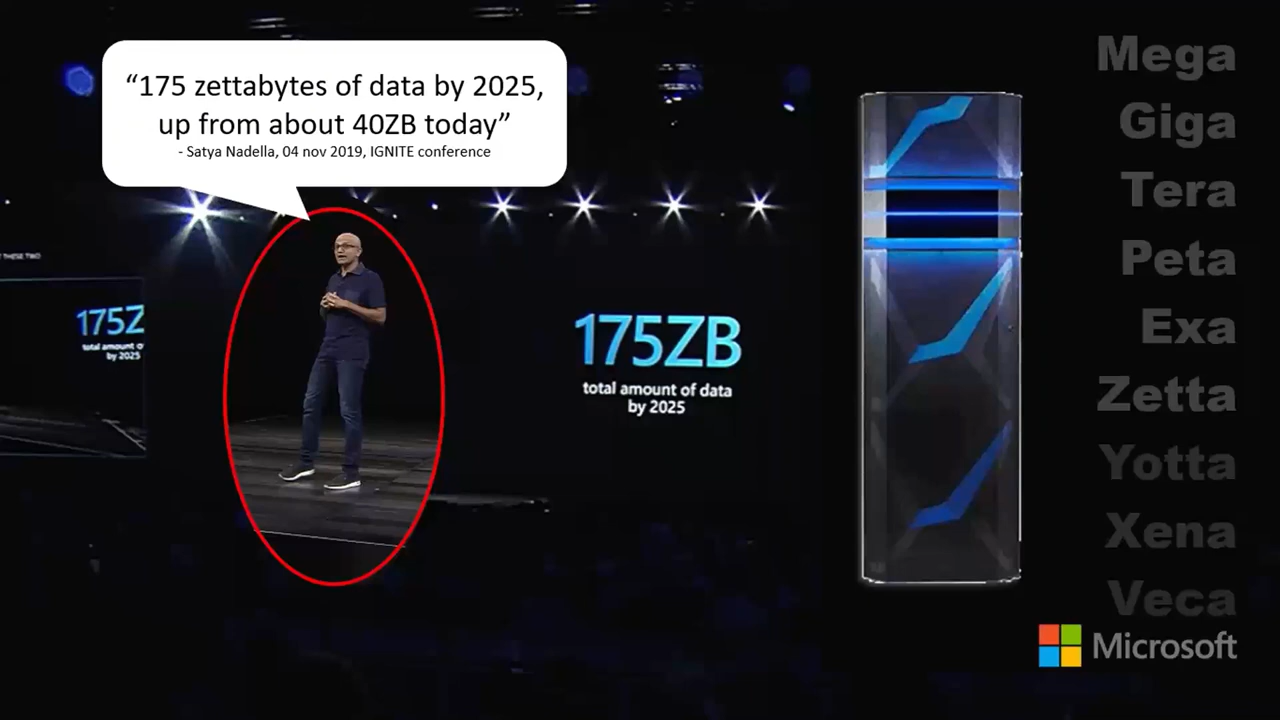 “175 zettabytes of data by 2025,
up from about 40ZB today”
- Satya Nadella, 04 nov 2019, IGNITE conference
THESE TWO
175Z
total amount o
by 2025
175ZB
total amount of data
by 2025
Mega
Giga
Tera
Peta
Exa
Zetta
Yotta
Xena
Veca
Microsoft